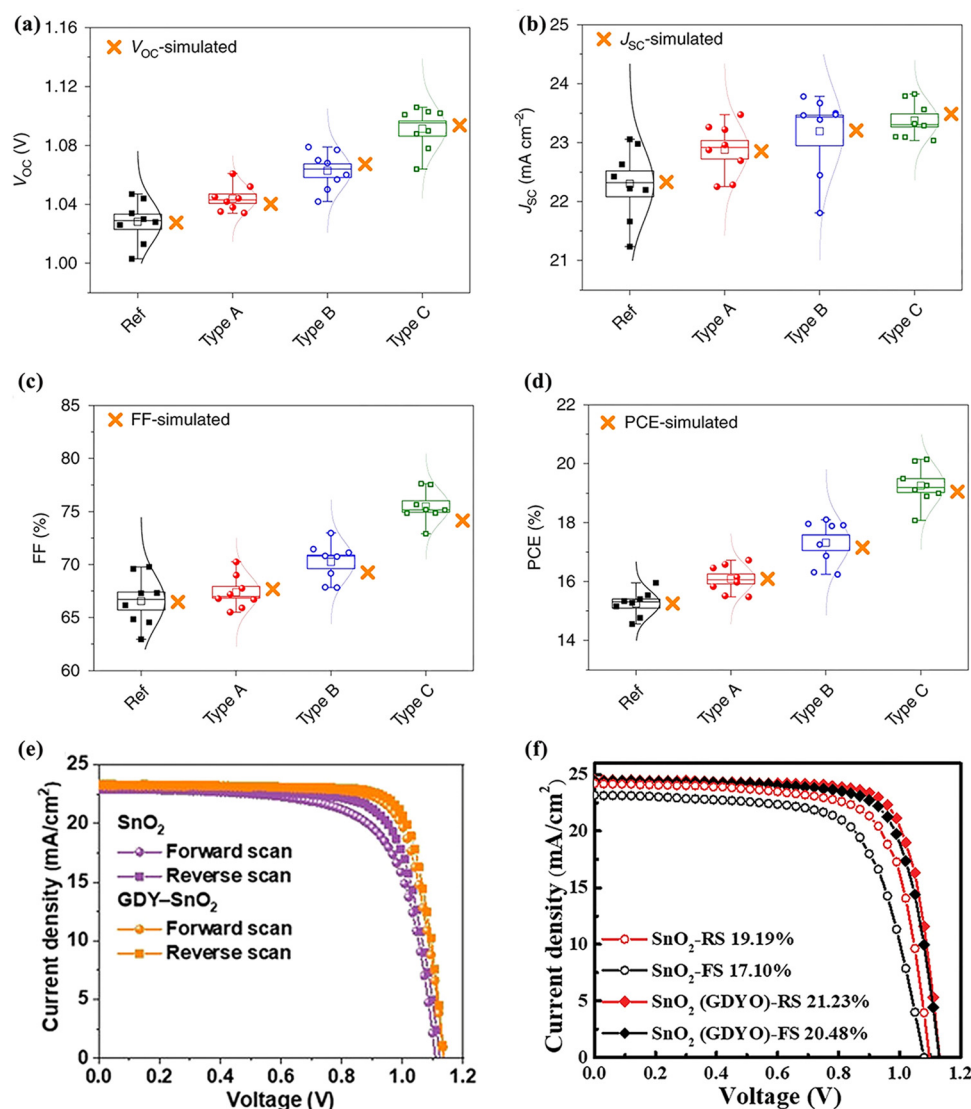 (a)
1.16
1.12
1.08
1.04
1.00
V_OC (V)
V_OC-simulated
Ref
Type A
Type B
Type C
(b)
25
24
23
22
21
J_SC (mA cm⁻²)
J_SC-simulated
Ref
Type A
Type B
Type C
(c)
85
80
75
70
65
60
FF (%)
FF-simulated
Ref
Type A
Type B
Type C
(d)
22
20
18
16
14
12
PCE (%)
PCE-simulated
Ref
Type A
Type B
Type C
(e)
25
20
15
10
5
0
Current density (mA/cm²)
SnO₂
Forward scan
Reverse scan
GDY–SnO₂
Forward scan
Reverse scan
0.0 0.2 0.4 0.6 0.8 1.0 1.2
Voltage (V)
(f)
25
20
15
10
5
0
Current density (mA/cm²)
SnO₂-RS 19.19%
SnO₂-FS 17.10%
SnO₂ (GDYO)-RS 21.23%
SnO₂ (GDYO)-FS 20.48%
0.0 0.2 0.4 0.6 0.8 1.0 1.2
Voltage (V)